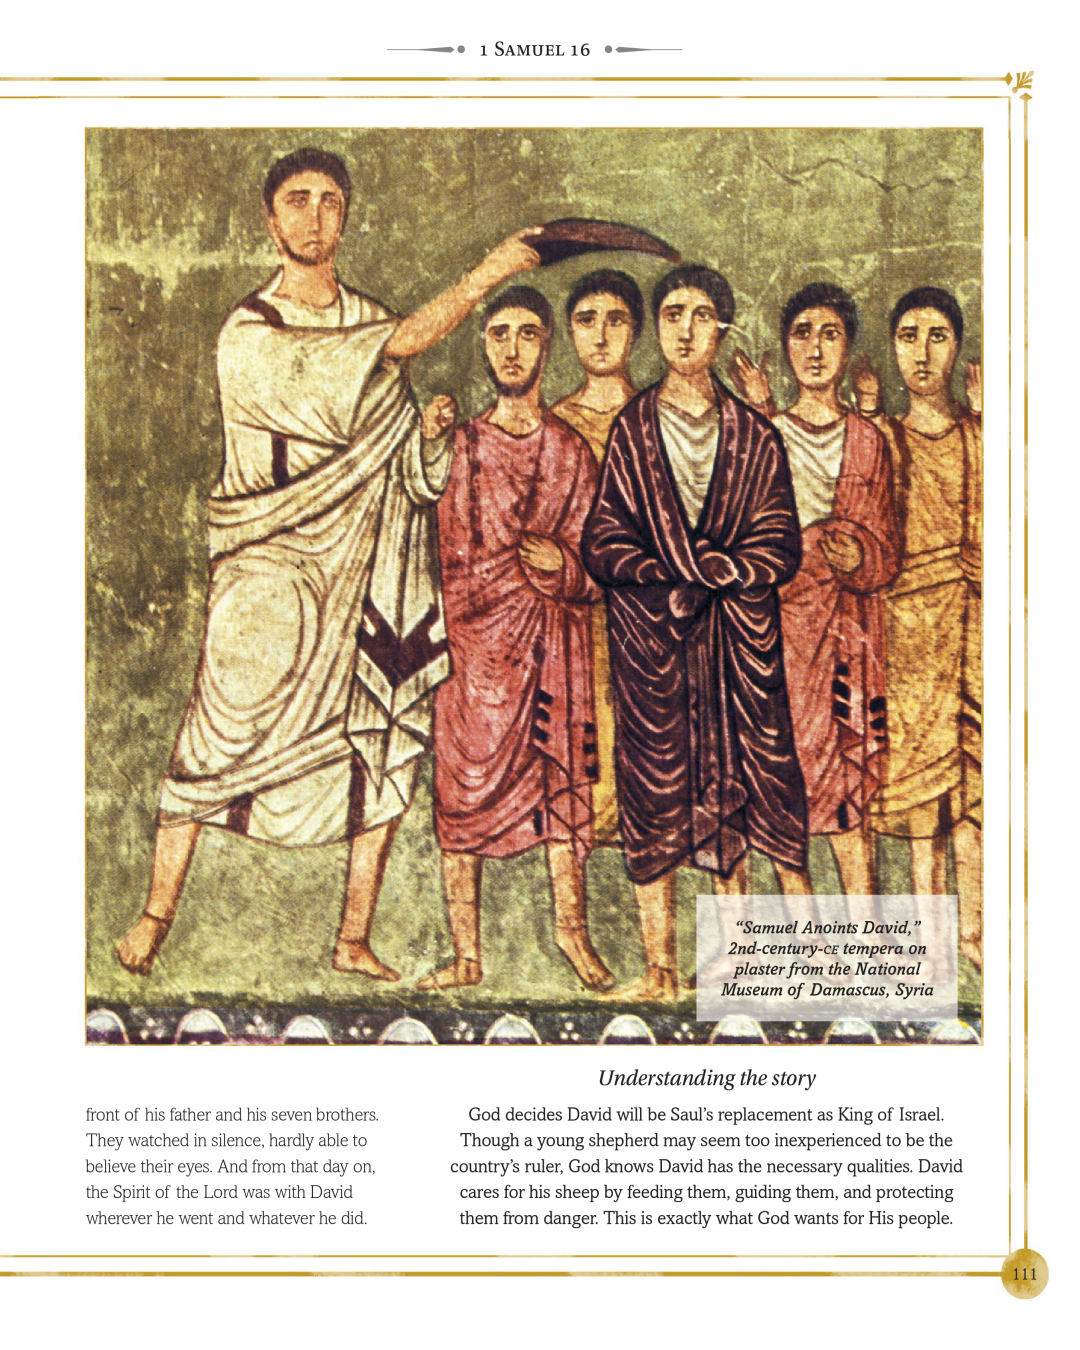 1 Samuel 16
“Samuel Anoints David,”
2nd-century-CE tempera on
plaster from the National
Museum of Damascus, Syria
front of his father and his seven brothers.
They watched in silence, hardly able to
believe their eyes. And from that day on,
the Spirit of the Lord was with David
wherever he went and whatever he did.
Understanding the story
God decides David will be Saul’s replacement as King of Israel.
Though a young shepherd may seem too inexperienced to be the
country’s ruler, God knows David has the necessary qualities. David
cares for his sheep by feeding them, guiding them, and protecting
them from danger. This is exactly what God wants for His people.
111